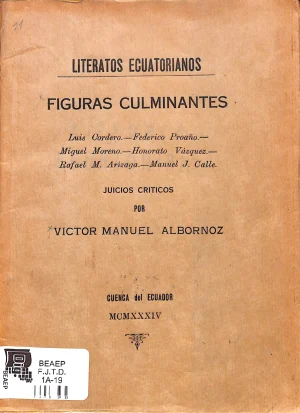 LITERATOS ECUATORIANOS
FIGURAS CULMINANTES
Luis Cordero.—Federico Proaño.—
Miguel Moreno.—Honorato Vázquez.—
Rafael M. Arízaga.—Manuel J. Calle.
JUICIOS CRITICOS
POR
VICTOR MANUEL ALBORNOZ
CUENCA del ECUADOR
MCMXXXIV
BEAEP
BEAEP
F.J.T.D.
1A-19